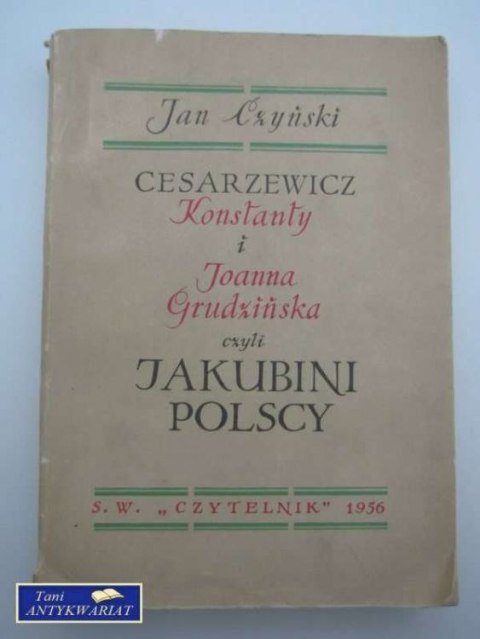 Jan Czyński
CESARZEWICZ
Konstanty
i
Joanna
Grudzińska
czyli
JAKUBINI
POLSCY
S. W. „CZYTELNIK” 1956
Tani
ANTYKWARIAT